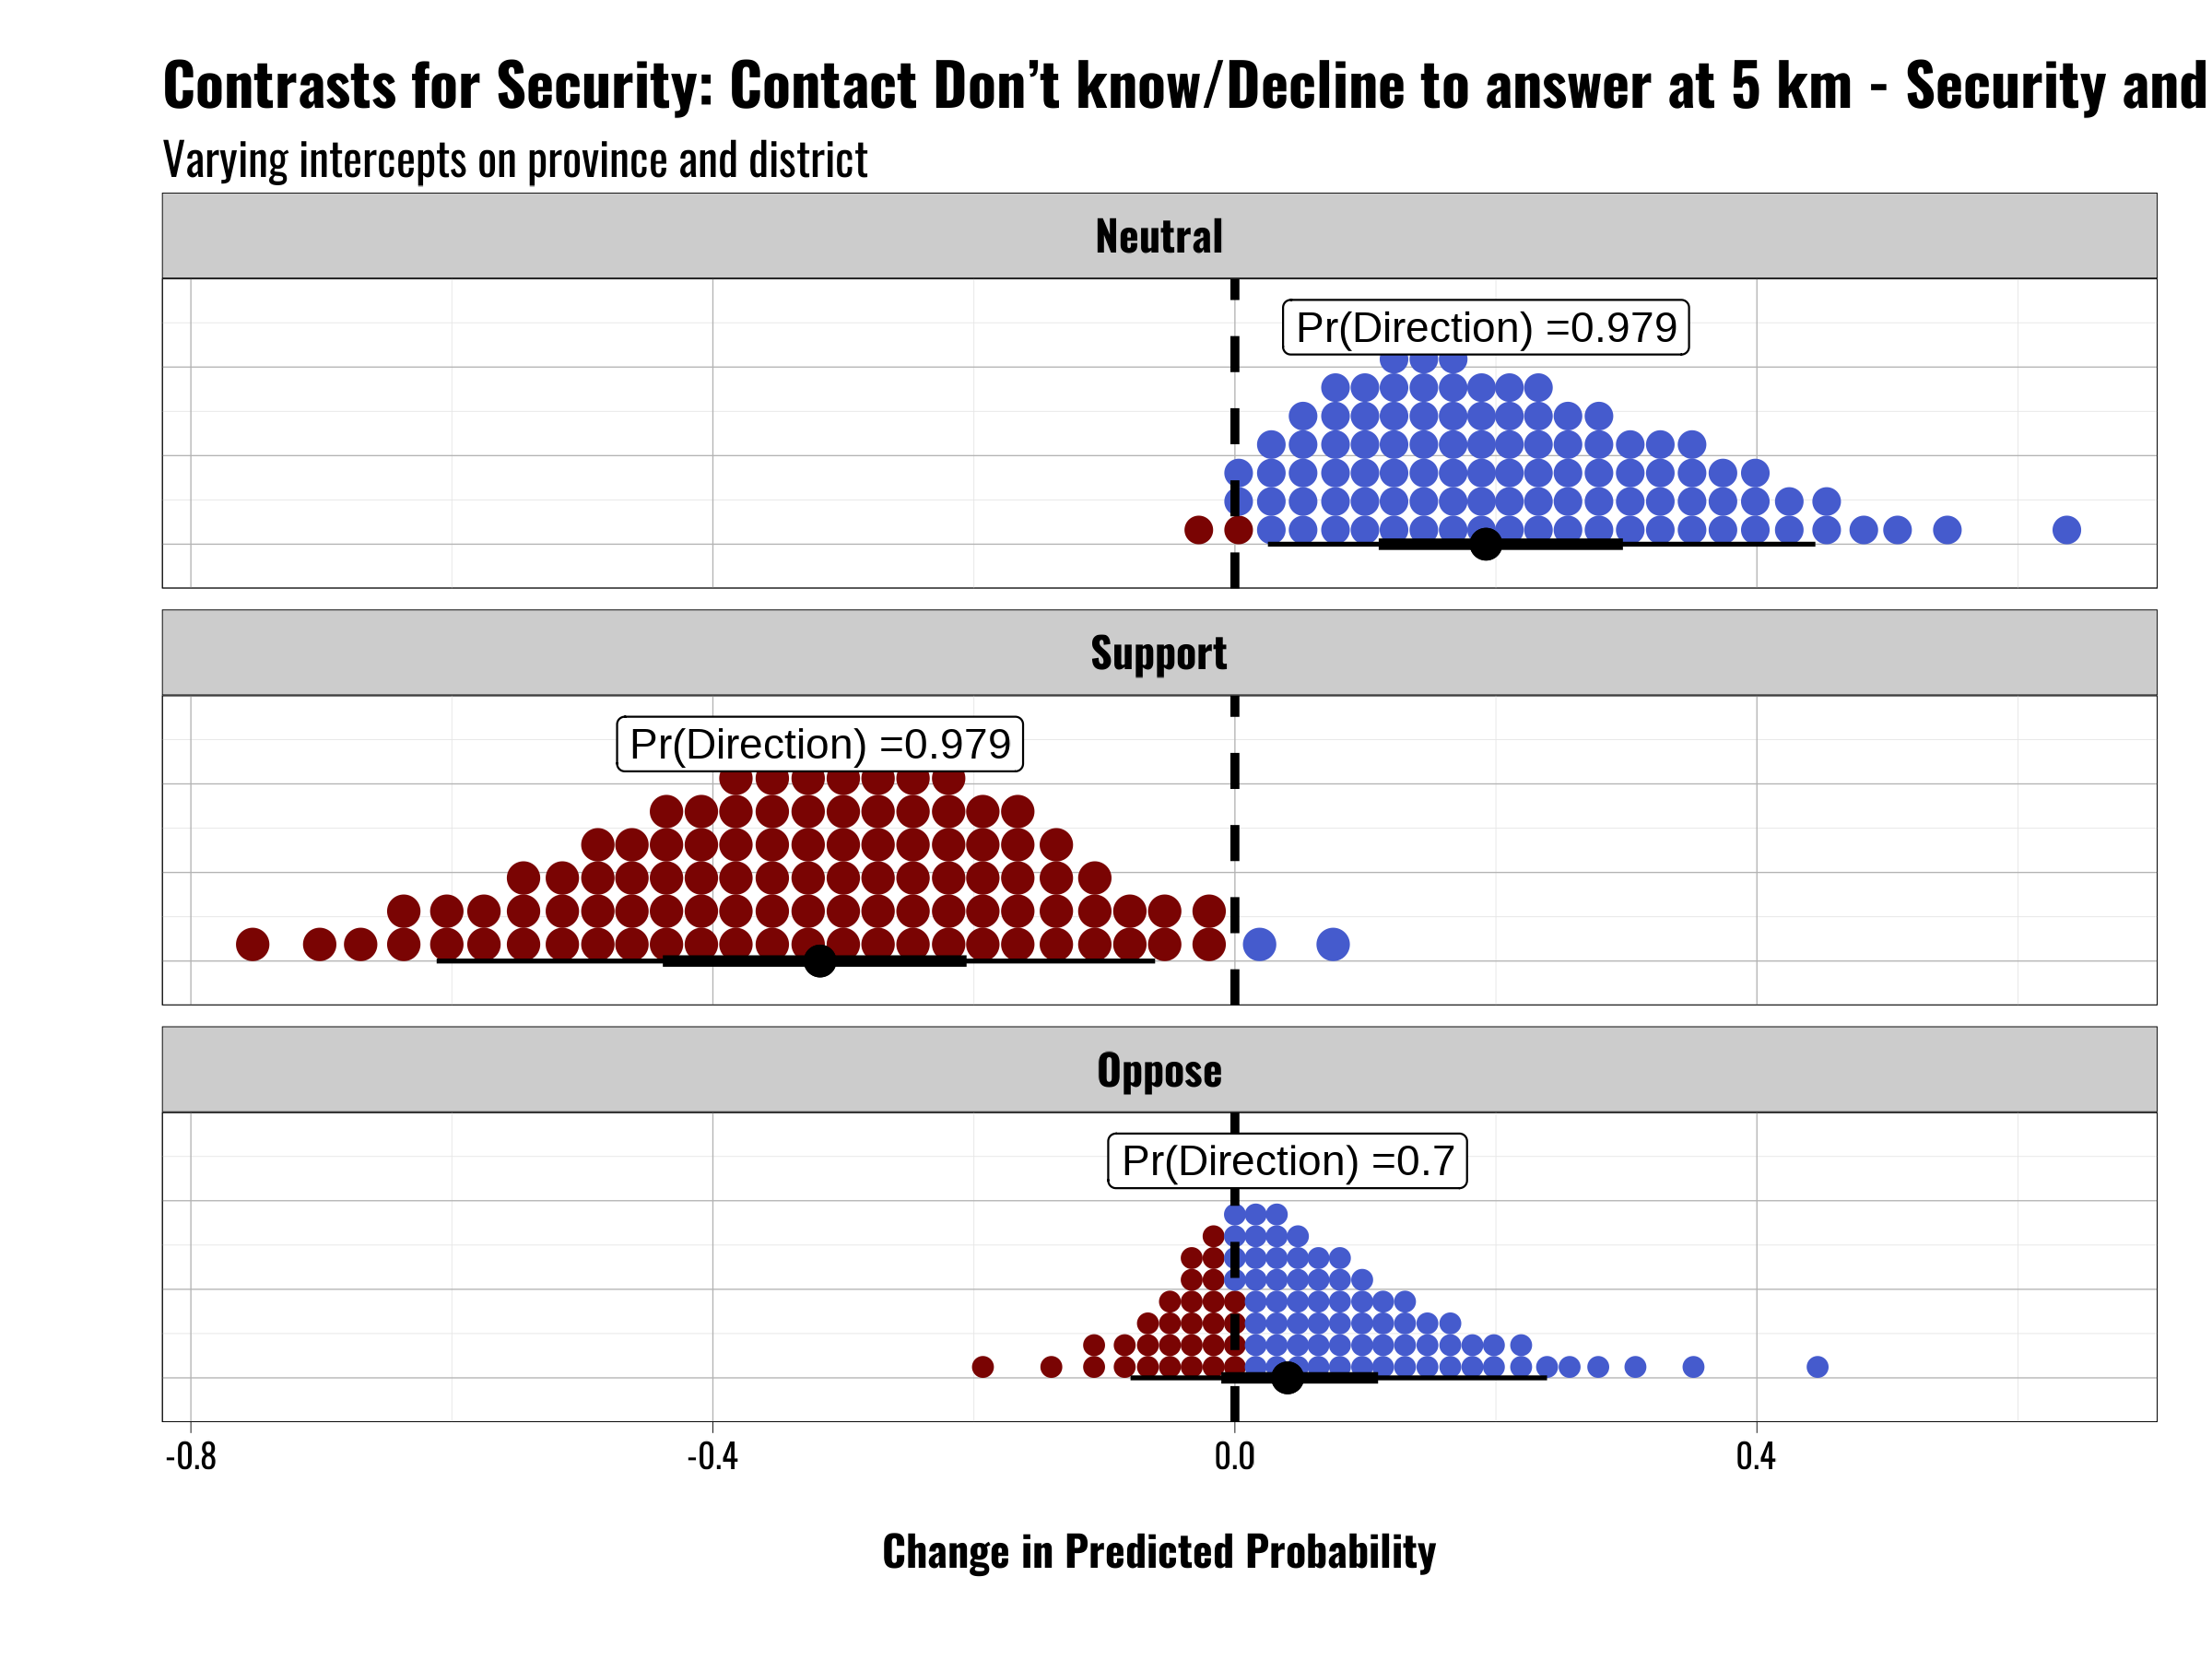 Contrasts for Security: Contact Don’t know/Decline to answer at 5 km - Security and
Varying intercepts on province and district
Neutral
Pr(Direction) =0.979
Support
Pr(Direction) =0.979
Oppose
Pr(Direction) =0.7
-0.8 -0.4 0.0 0.4
Change in Predicted Probability